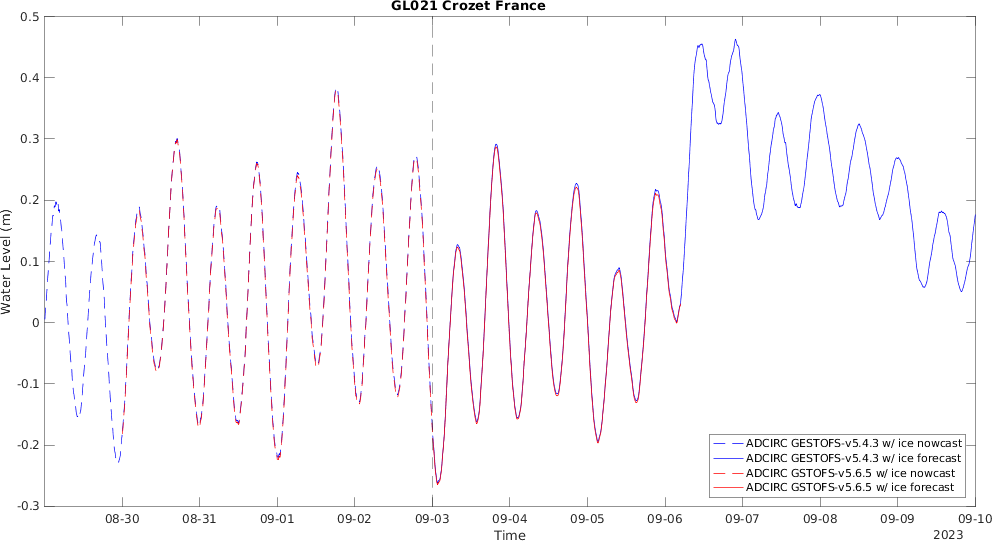 GL021 Crozet France
0.5
0.4
0.3
0.2
0.1
0
-0.1
-0.2
-0.3
Water Level (m)
ADCIRC GESTOFS-v5.4.3 w/ ice nowcast
ADCIRC GESTOFS-v5.4.3 w/ ice forecast
ADCIRC GSTOFS-v5.6.5 w/ ice nowcast
ADCIRC GSTOFS-v5.6.5 w/ ice forecast
08-30 08-31 09-01 09-02 09-03 09-04 09-05 09-06 09-07 09-08 09-09 09-10
Time
2023